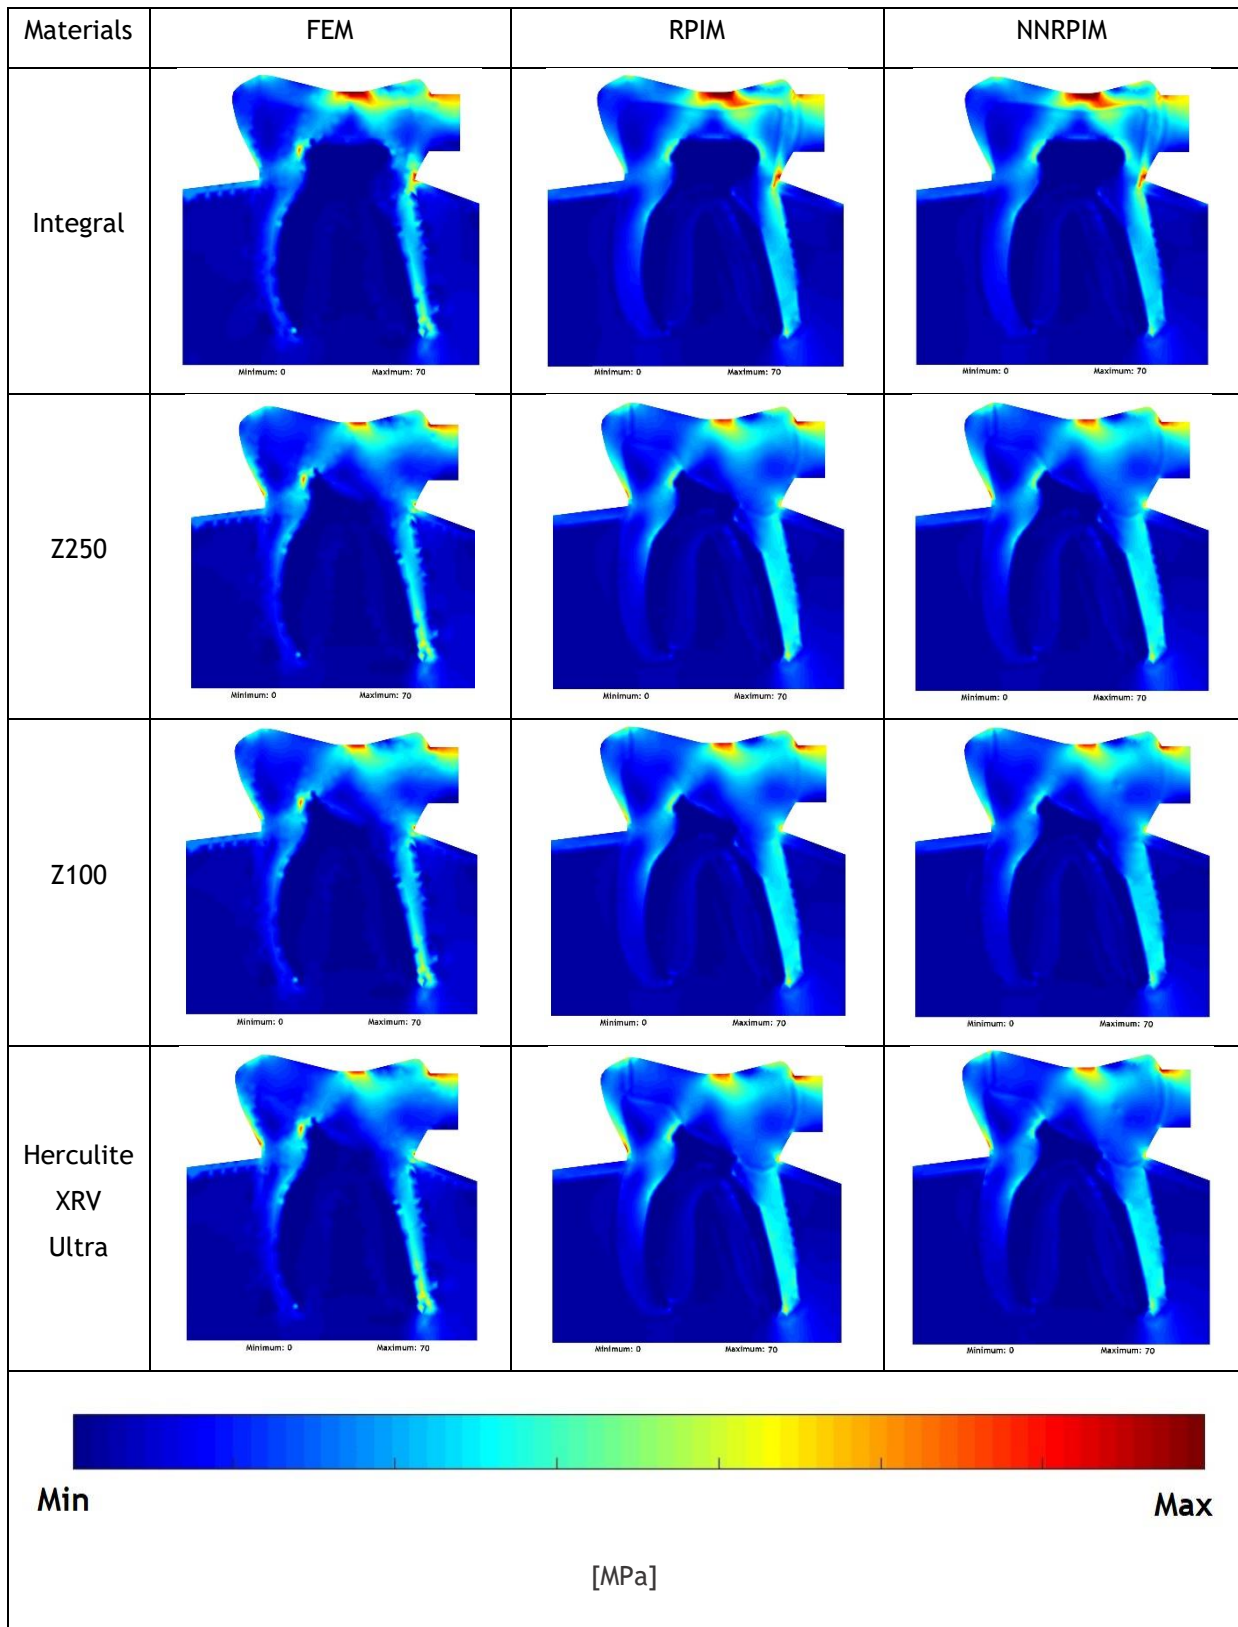 Materials FEM RPIM NNRPIM
Integral
Minimum: 0 Maximum: 70 Minimum: 0 Maximum: 70 Minimum: 0 Maximum: 70
Z250
Minimum: 0 Maximum: 70 Minimum: 0 Maximum: 70 Minimum: 0 Maximum: 70
Z100
Minimum: 0 Maximum: 70 Minimum: 0 Maximum: 70 Minimum: 0 Maximum: 70
Herculite
XRV
Ultra
Minimum: 0 Maximum: 70 Minimum: 0 Maximum: 70 Minimum: 0 Maximum: 70
Min Max
[MPa]